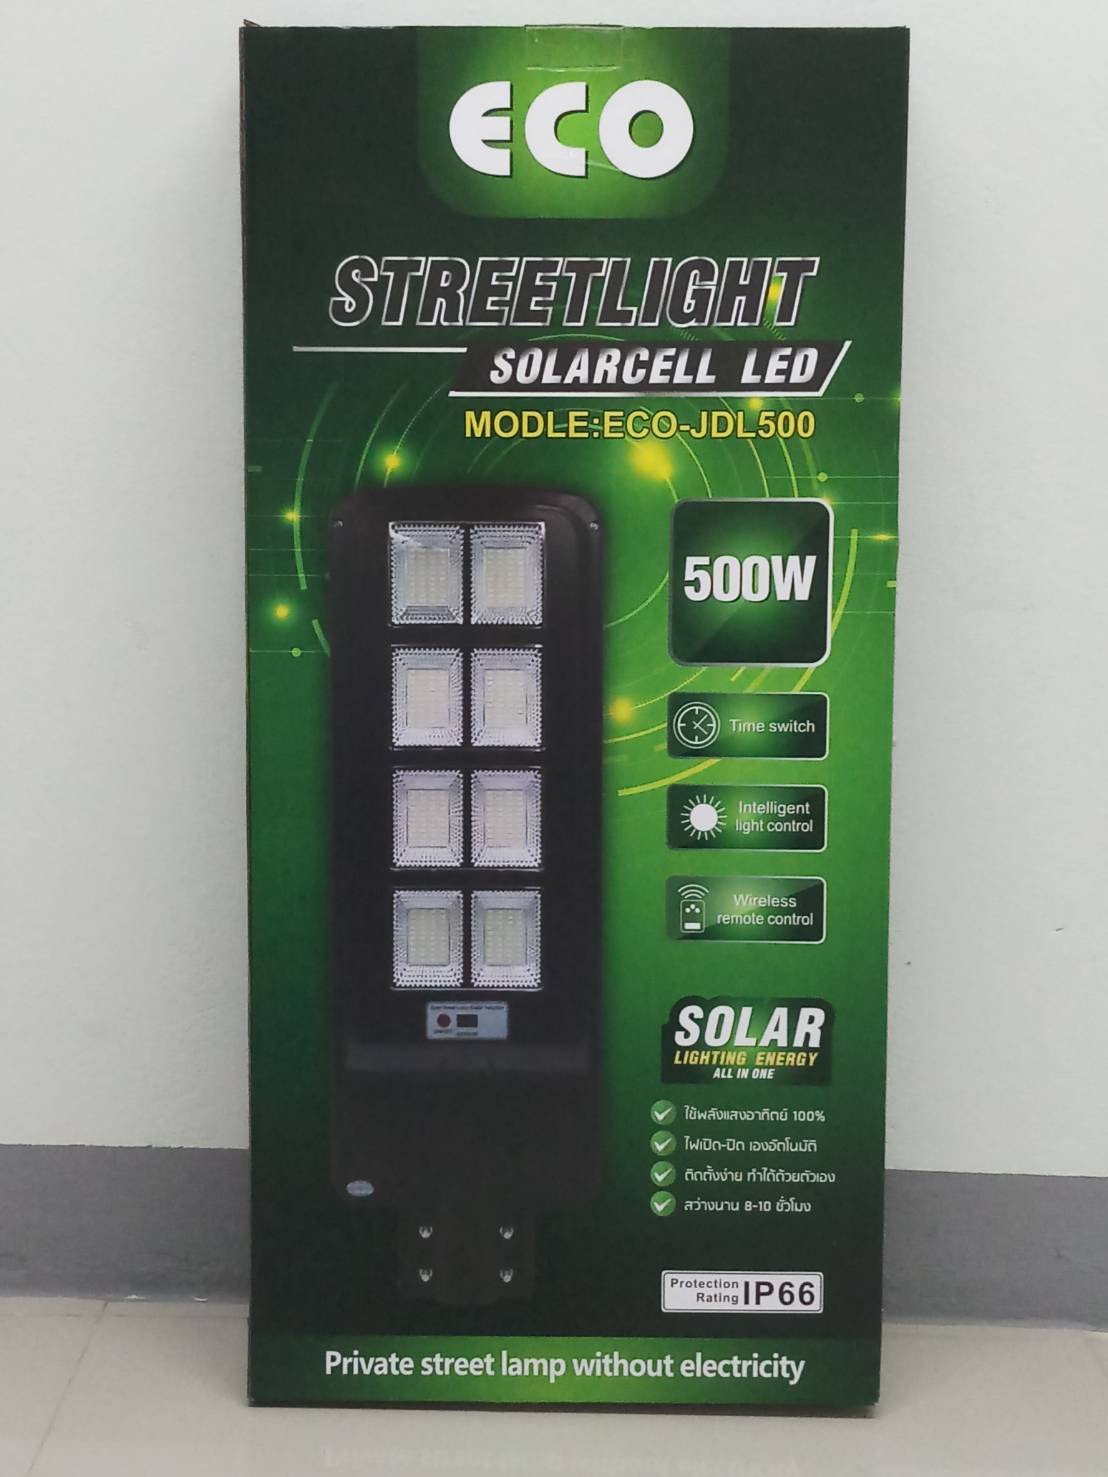 ECO
STREETLIGHT
SOLARCELL LED
MODLE:ECO-JDL500
500W
Time switch
Intelligent
light control
Wireless
remote control
SOLAR
LIGHTING ENERGY
ALL IN ONE
ใช้พลังแสงอาทิตย์ 100%
ไฟเปิด-ปิด เองอัตโนมัติ
ติดตั้งง่าย ทำได้ด้วยตัวเอง
สว่างนาน 8-10 ชั่วโมง
Protection
Rating IP66
Private street lamp without electricity